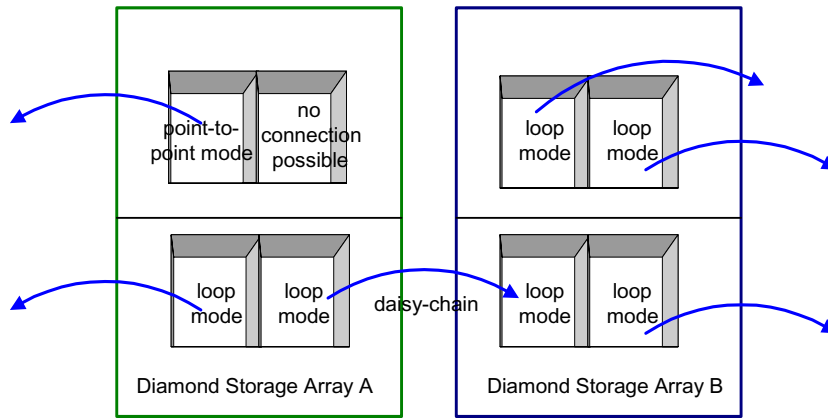 point-to-
point mode
no
connection
possible
loop
mode
loop
mode
loop
mode
loop
mode
daisy-chain
loop
mode
loop
mode
Diamond Storage Array A
Diamond Storage Array B